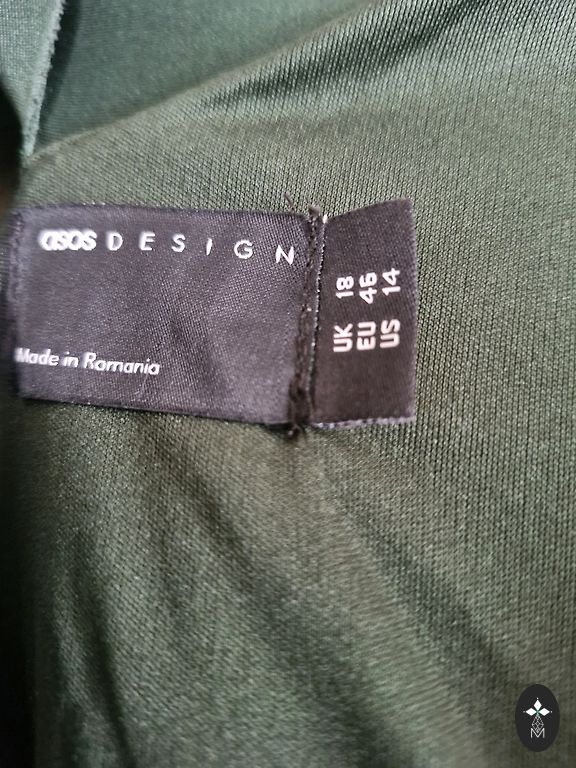 asos DESIGN
Made in Romania
UK 18
EU 46
US 14
M